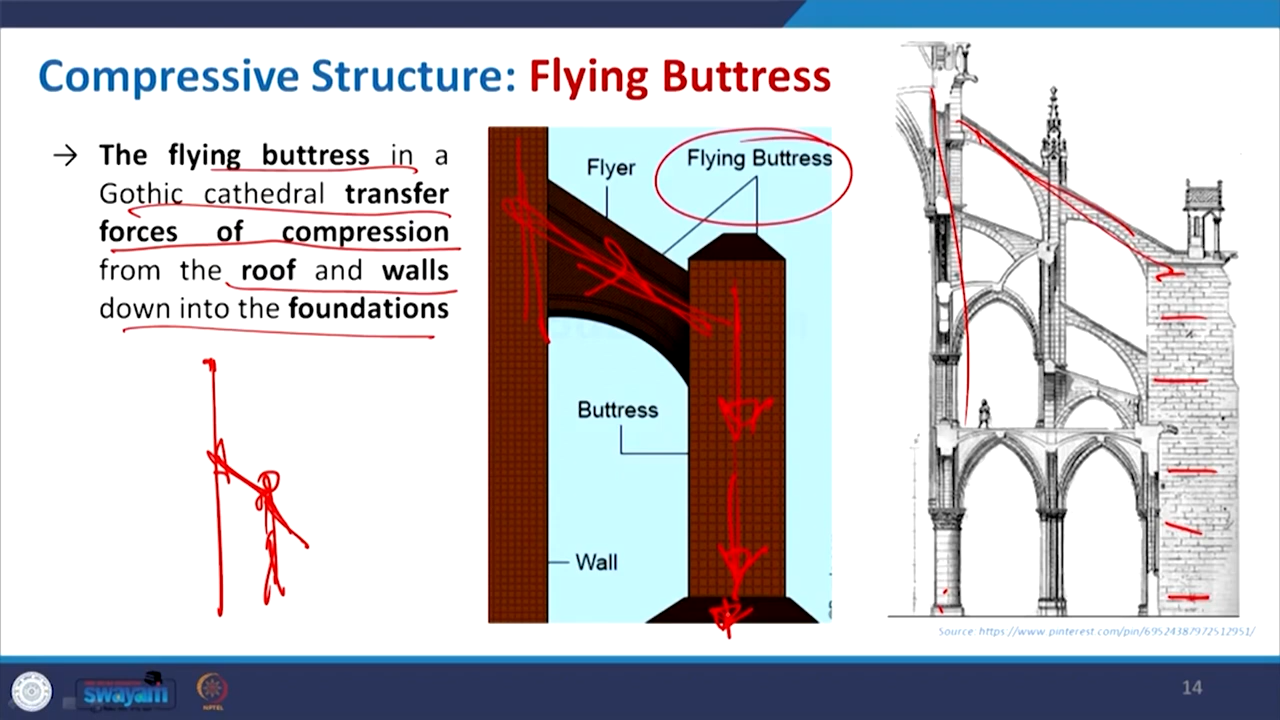 Compressive Structure: Flying Buttress
→ The flying buttress in a
Gothic cathedral transfer
forces of compression
from the roof and walls
down into the foundations
Flyer
Flying Buttress
Buttress
Wall
Source: https://www.pinterest.com/pin/69524387972512951/
swayam
NPTEL
14